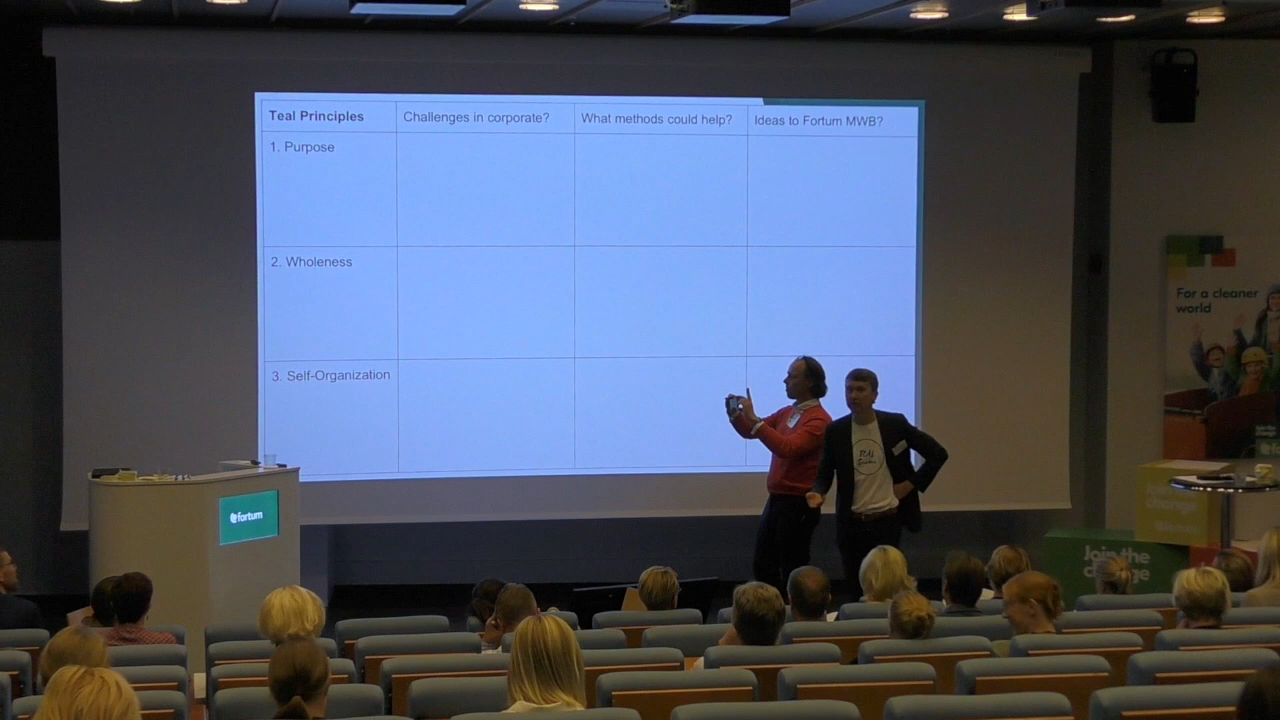 Teal Principles
Challenges in corporate?
What methods could help?
Ideas to Fortum MWB?
1. Purpose
2. Wholeness
3. Self-Organization
For a cleaner
world
fortum
Join the
change